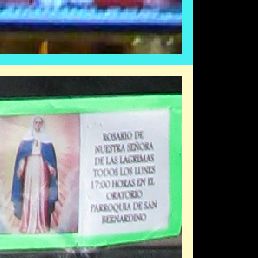 ROSARIO DE
NUESTRA SEÑORA
DE LAS LAGRIMAS
TODOS LOS LUNES
17:00 HORAS EN EL
ORATORIO
PARROQUIA DE SAN
BERNARDINO